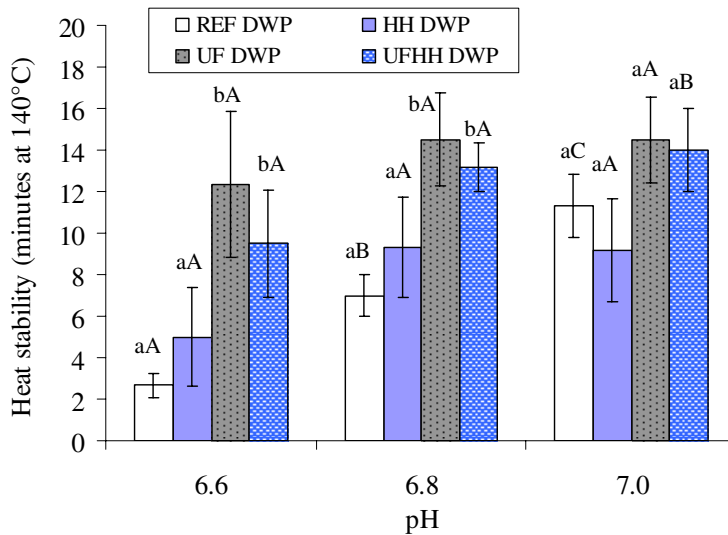 REF DWP HH DWP
UF DWP UFHH DWP
Heat stability (minutes at 140°C)
20
18
16
14
12
10
8
6
4
2
0
aA aA bA bA
aB aA bA bA
aC aA aA aB
6.6 6.8 7.0
pH